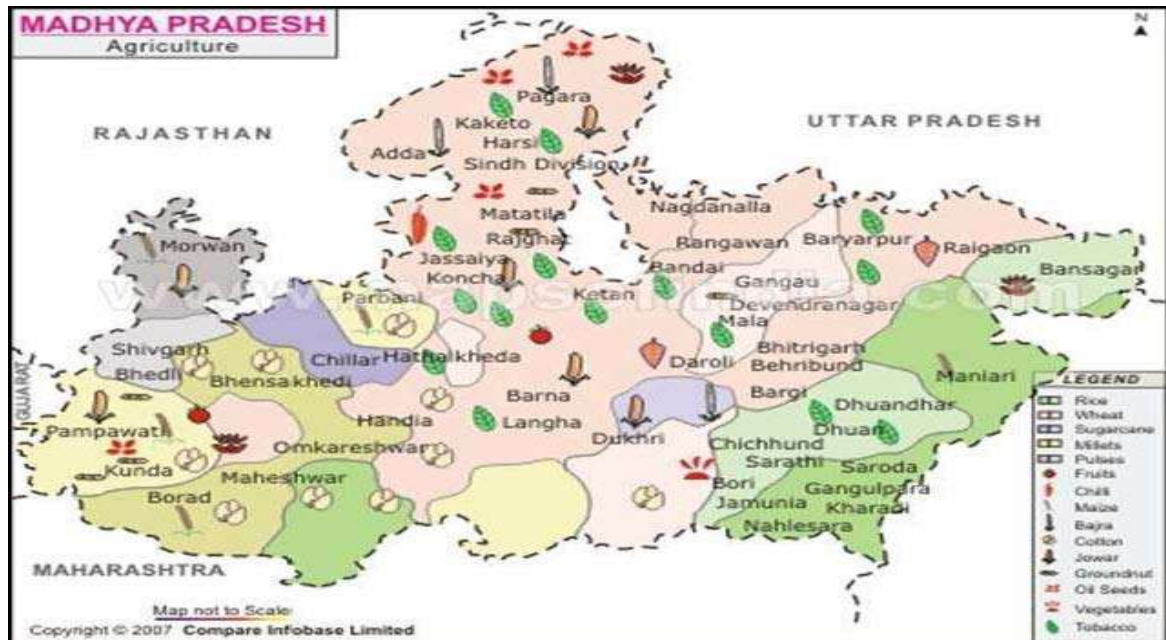 MADHYA PRADESH
Agriculture
N
RAJASTHAN
UTTAR PRADESH
GUJARAT
MAHARASHTRA
Pagara
Kaketo
Harsi
Adda
Sindh Division
Matatila
Rajghat
Jassaiya
Koncha
Nagdanalla
Rangawan
Baryarpur
Raigaon
Bansagar
Bandai
Gangau
Morwan
Parbani
Ketan
Devendranagar
Mala
Shivgarh
Bhedli
Chillar
Hathaikheda
Bhensakhedi
Daroli
Bhitrigarh
Behribund
Maniari
Barna
Bargi
Dhuandhar
Handia
Langha
Dhuan
Pampawati
Omkareshwar
Dukhri
Chichhund
Kunda
Maheshwar
Sarathi
Saroda
Borad
Bori
Gangulpara
Jamunia
Kharadi
Nahlesara
LEGEND
Rice
Wheat
Sugarcane
Millets
Pulses
Fruits
Chilli
Maize
Bajra
Cotton
Jowar
Groundnut
Oil Seeds
Vegetables
Tobacco
Map not to Scale
Copyright © 2007 Compare Infobase Limited